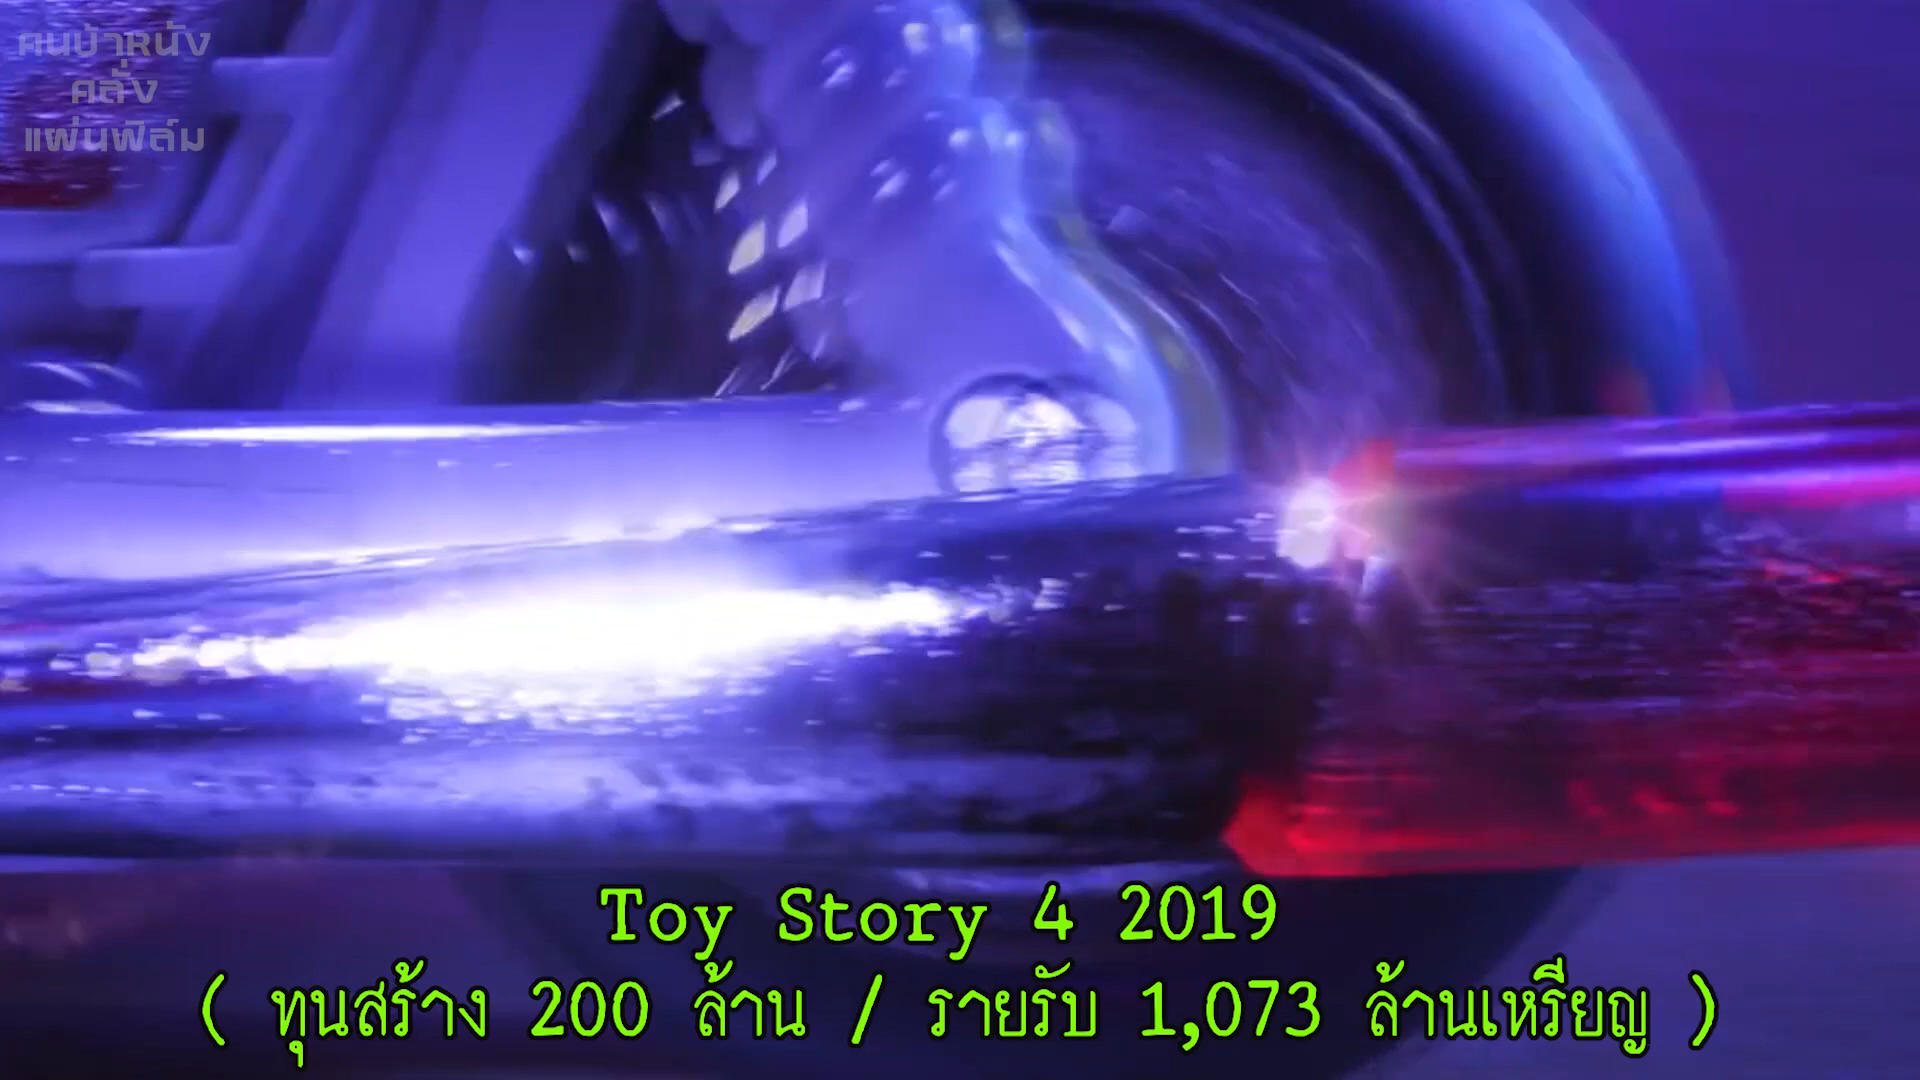 คนบ้าหนัง
คลั่ง
แผ่นฟิล์ม
Toy Story 4 2019
( ทุนสร้าง 200 ล้าน / รายรับ 1,073 ล้านเหรียญ )